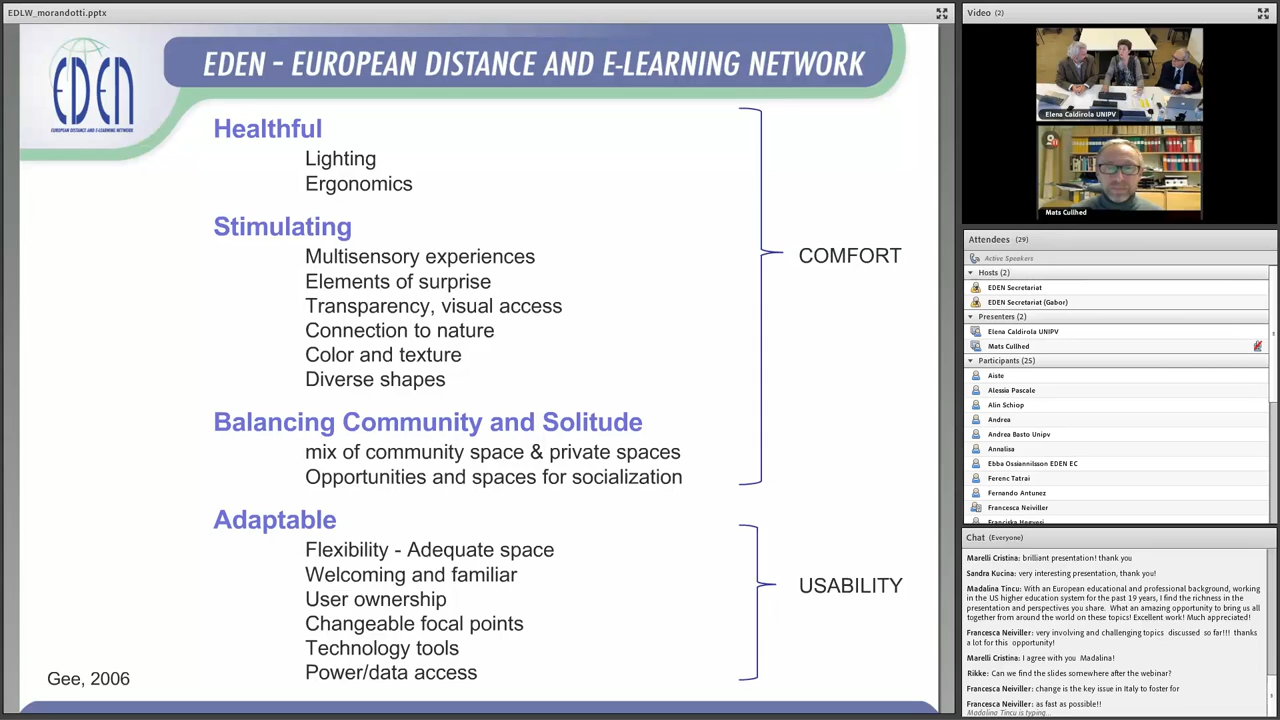 EDLW_morandotti.pptx
EDEN
EUROPEAN DISTANCE AND E-LEARNING NETWORK
EDEN – EUROPEAN DISTANCE AND E-LEARNING NETWORK
Healthful
Lighting
Ergonomics
Stimulating
Multisensory experiences
Elements of surprise
Transparency, visual access
Connection to nature
Color and texture
Diverse shapes
COMFORT
Balancing Community and Solitude
mix of community space & private spaces
Opportunities and spaces for socialization
Adaptable
Flexibility - Adequate space
Welcoming and familiar
User ownership
Changeable focal points
Technology tools
Power/data access
USABILITY
Gee, 2006
Video (2)
Elena Caldirola UNIPV
Mats Cullhed
Attendees (29)
Active Speakers
Hosts (2)
EDEN Secretariat
EDEN Secretariat (Gabor)
Presenters (2)
Elena Caldirola UNIPV
Mats Cullhed
Participants (25)
Aiste
Alessia Pascale
Alin Schiop
Andrea
Andrea Basto Unipv
Annalisa
Ebba Ossiannilsson EDEN EC
Ferenc Tatrai
Fernando Antunez
Francesca Neiviller
Franciska Hegyesi
Chat (Everyone)
Marelli Cristina: brilliant presentation! thank you
Sandra Kucina: very interesting presentation, thank you!
Madalina Tincu: With an European educational and professional background, working
in the US higher education system for the past 19 years, I find the richness in the
presentation and perspectives you share. What an amazing opportunity to bring us all
together from around the world on these topics! Excellent work! Much appreciated!
Francesca Neiviller: very involving and challenging topics discussed so far!!! thanks
a lot for this opportunity!
Marelli Cristina: I agree with you Madalina!
Rikke: Can we find the slides somewhere after the webinar?
Francesca Neiviller: change is the key issue in Italy to foster for
Francesca Neiviller: as fast as possible!!
Madalina Tincu is typing...